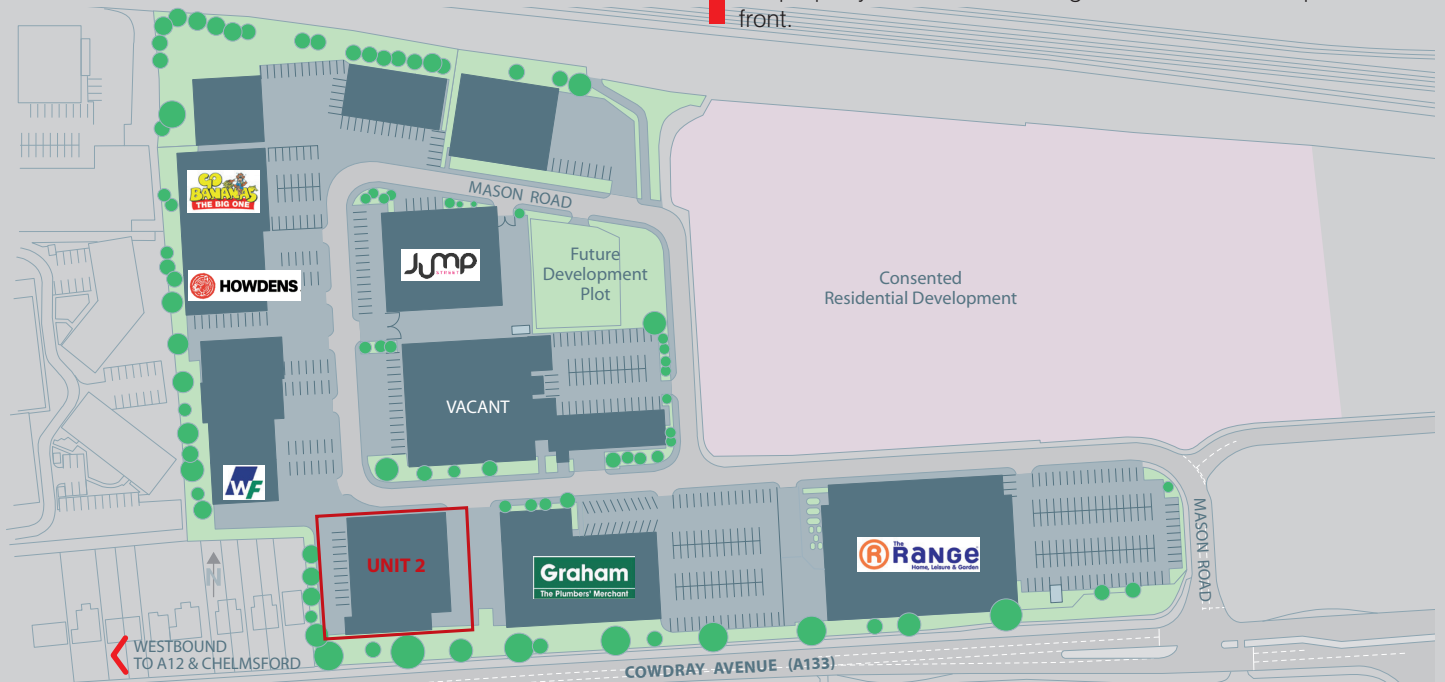 front.
MASON ROAD
GO
BANANAS
THE BIG ONE
JUMP
STREET
Future
Development
Plot
Consented
Residential Development
HOWDENS
VACANT
WF
MASON ROAD
UNIT 2
Graham
The Plumbers' Merchant
R The
RANGE
Home, Leisure & Garden
N
WESTBOUND
TO A12 & CHELMSFORD
COWDRAY AVENUE (A133)